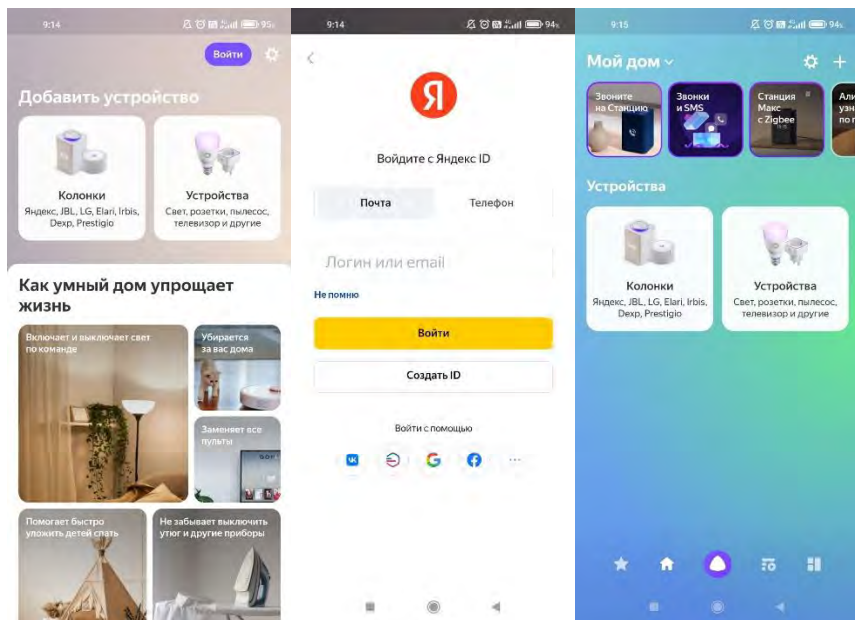 9:14
95%
Войти
Добавить устройство
Колонки
Яндекс, JBL, LG, Elari, Irbis,
Dexp, Prestigio
Устройства
Свет, розетки, пылесос,
телевизор и другие
Как умный дом упрощает
жизнь
Включает и выключает свет
по команде
Убирается
за вас дома
Заменяет все
пульты
Помогает быстро
уложить детей спать
Не забывает выключить
утюг и другие приборы
9:14
94%
Я
Войдите с Яндекс ID
Почта
Телефон
Логин или email
Не помню
Войти
Создать ID
Войти с помощью
9:15
94%
Мой дом
Звоните
на Станцию
Звонки
и SMS
Станция
Макс
с Zigbee
Устройства
Колонки
Яндекс, JBL, LG, Elari, Irbis,
Dexp, Prestigio
Устройства
Свет, розетки, пылесос,
телевизор и другие